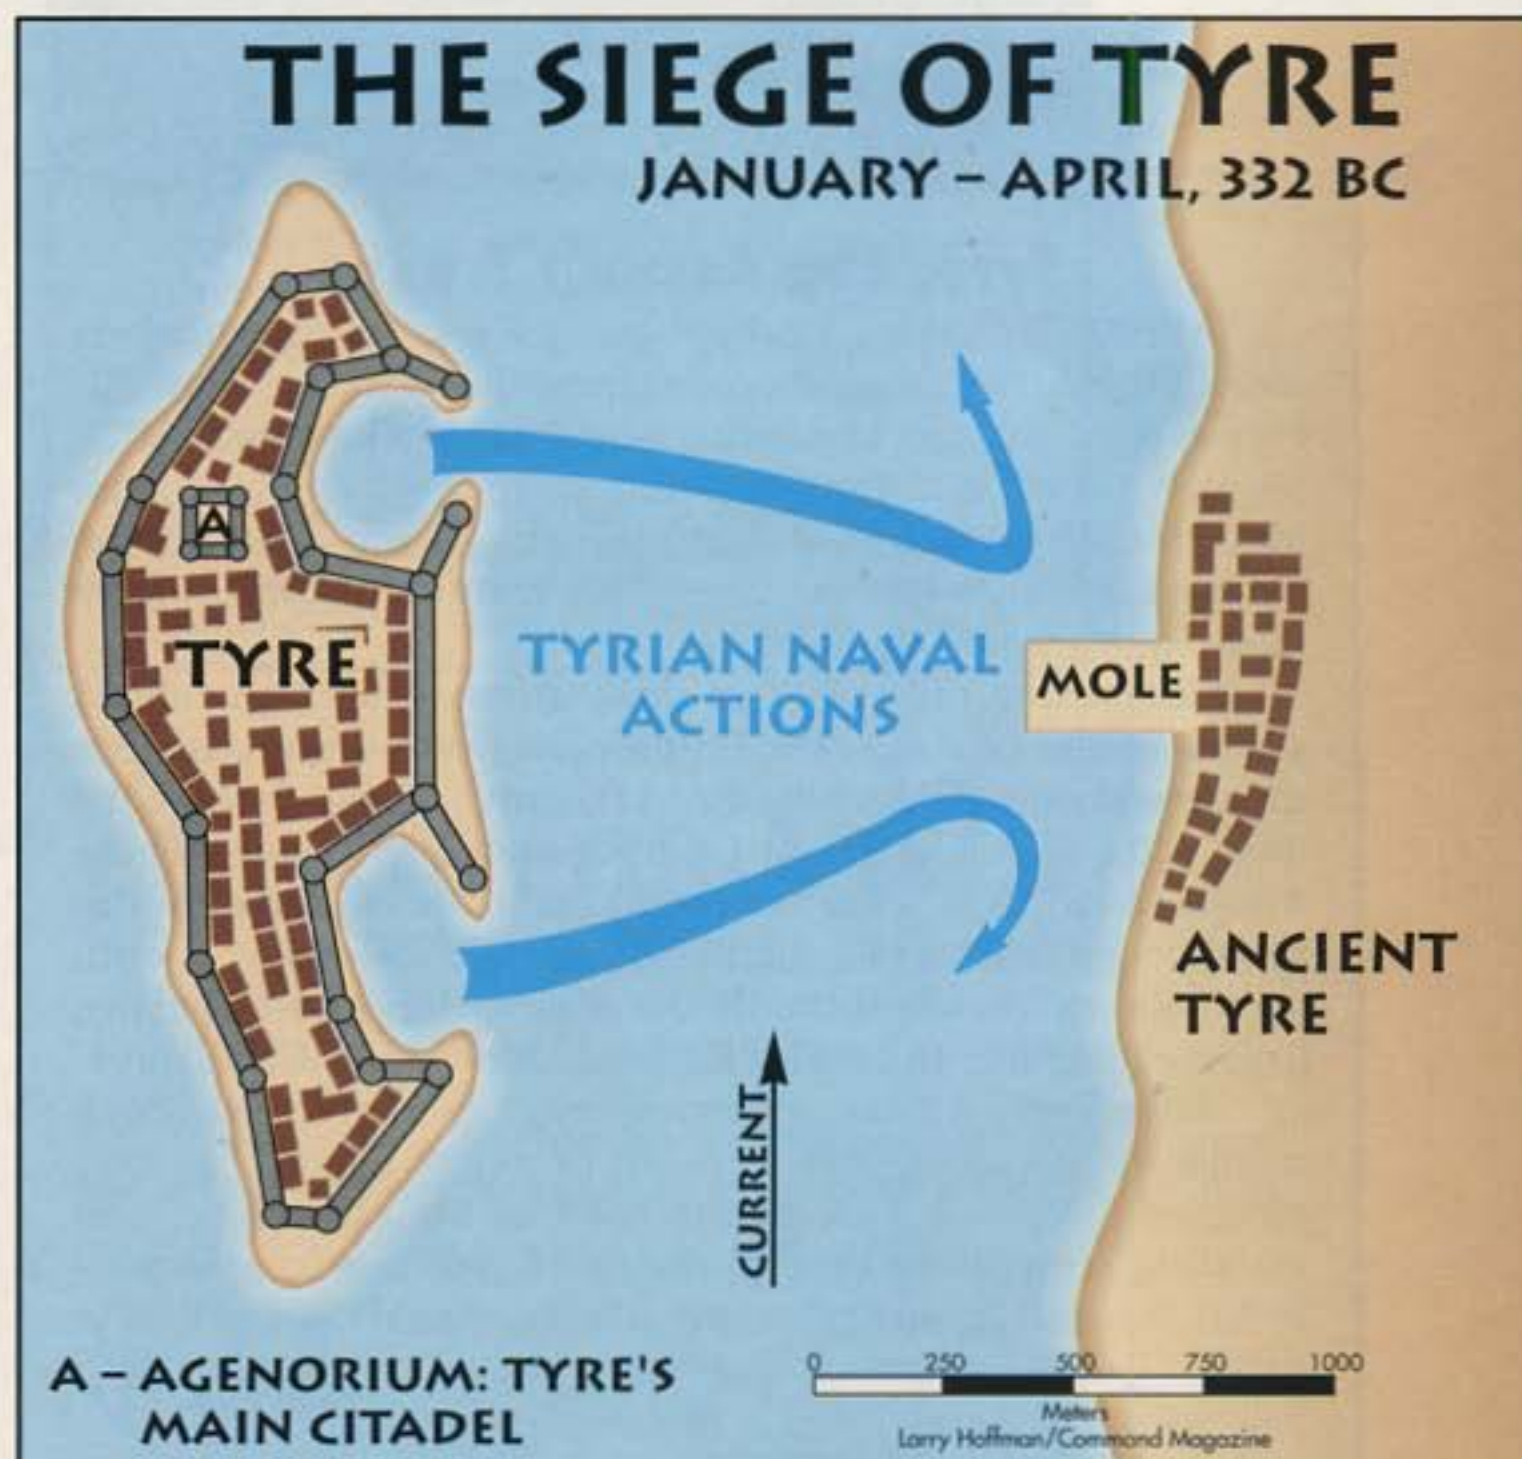 THE SIEGE OF TYRE
JANUARY – APRIL, 332 BC
A
TYRE
TYRIAN NAVAL
ACTIONS
MOLE
ANCIENT
TYRE
CURRENT
A – AGENORIUM: TYRE'S
MAIN CITADEL
0 250 500 750 1000
Meters
Larry Hoffman/Command Magazine